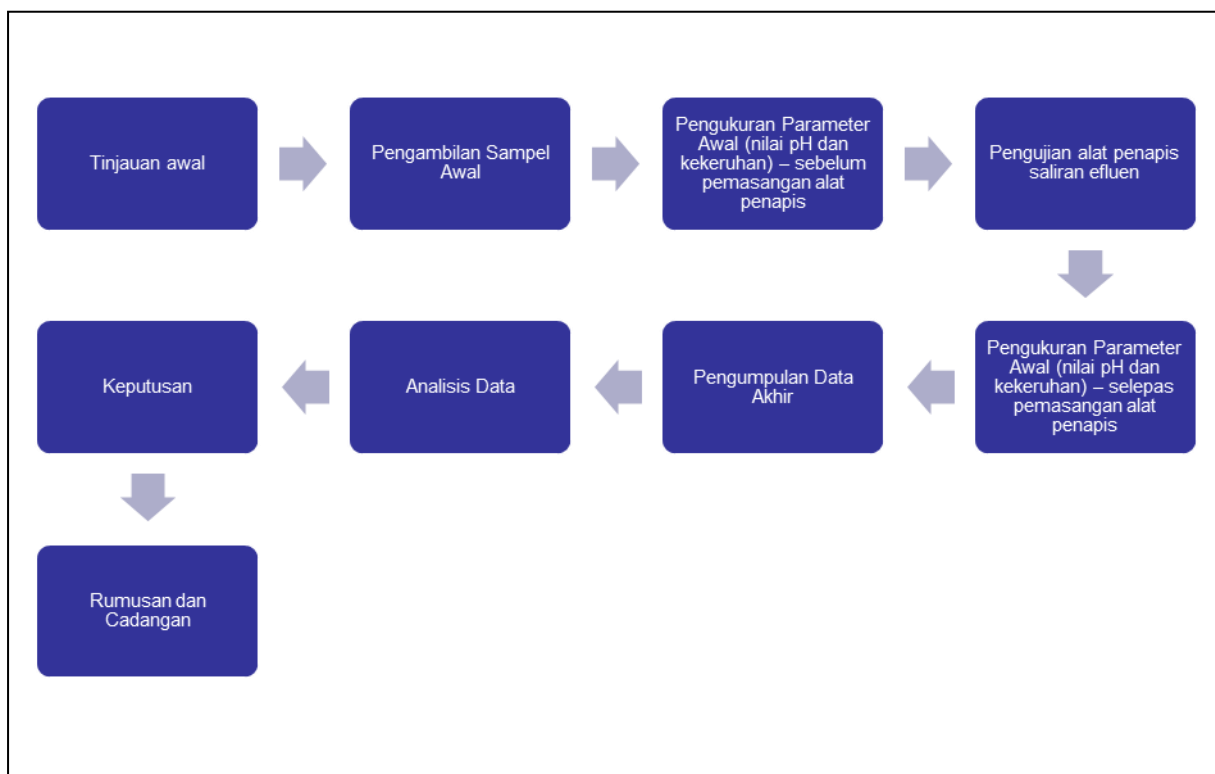 Tinjauan awal
Pengambilan Sampel
Awal
Pengukuran Parameter
Awal (nilai pH dan
kekeruhan) – sebelum
pemasangan alat
penapis
Pengujian alat penapis
saliran efluen
Pengukuran Parameter
Awal (nilai pH dan
kekeruhan) – selepas
pemasangan alat
penapis
Pengumpulan Data
Akhir
Analisis Data
Keputusan
Rumusan dan
Cadangan